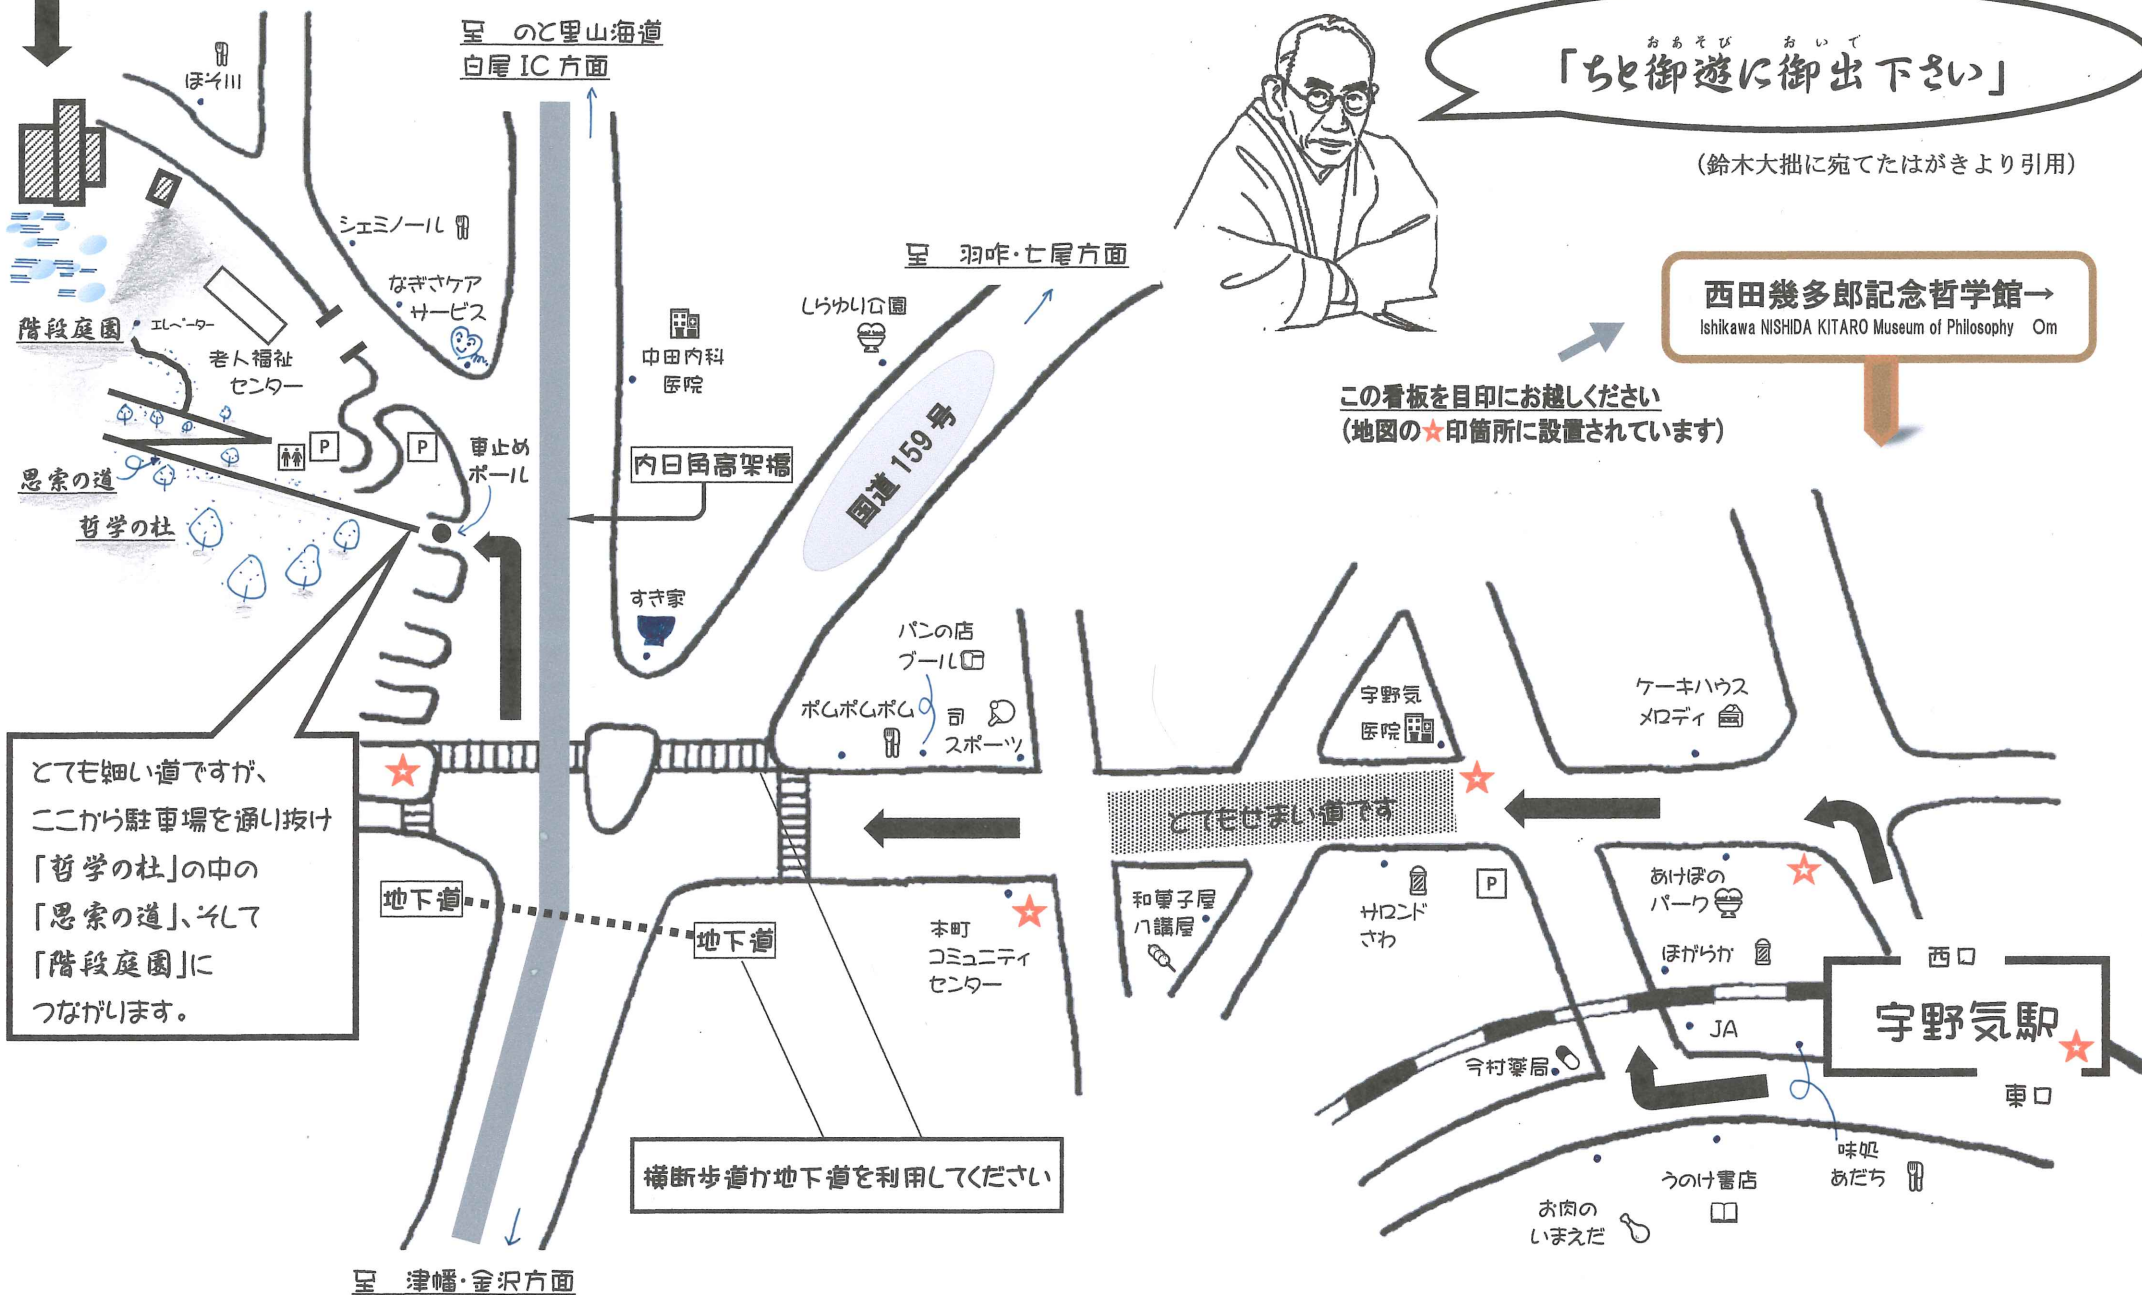 至　のと里山海道
白尾IC方面
おあそび　おいで
「ちと御遊に御出下さい」
(鈴木大拙に宛てたはがきより引用)
ほそ川
シェミノール
なぎさケア
サービス
階段庭園
エレベーター
老人福祉
センター
中田内科
医院
しらゆり公園
至　羽咋・七尾方面
西田幾多郎記念哲学館→
Ishikawa NISHIDA KITARO Museum of Philosophy　0m
この看板を目印にお越しください
(地図の☆印箇所に設置されています)
国道159号
P
P
車止め
ポール
思索の道
哲学の杜
内日角高架橋
すき家
パンの店
ブール
ポムポムポム
司
スポーツ
宇野気
医院
ケーキハウス
メロディ
とてもせまい道です
とても細い道ですが、
ここから駐車場を通り抜け
「哲学の杜」の中の
「思索の道」、そして
「階段庭園」に
つながります。
地下道
地下道
本町
コミュニティ
センター
和菓子屋
八講屋
サロンド
さわ
P
あけぼの
パーク
ほがらか
西口
宇野気駅
東口
JA
今村薬局
味処
あだち
うのけ書店
お肉の
いまえだ
横断歩道か地下道を利用してください
至　津幡・金沢方面